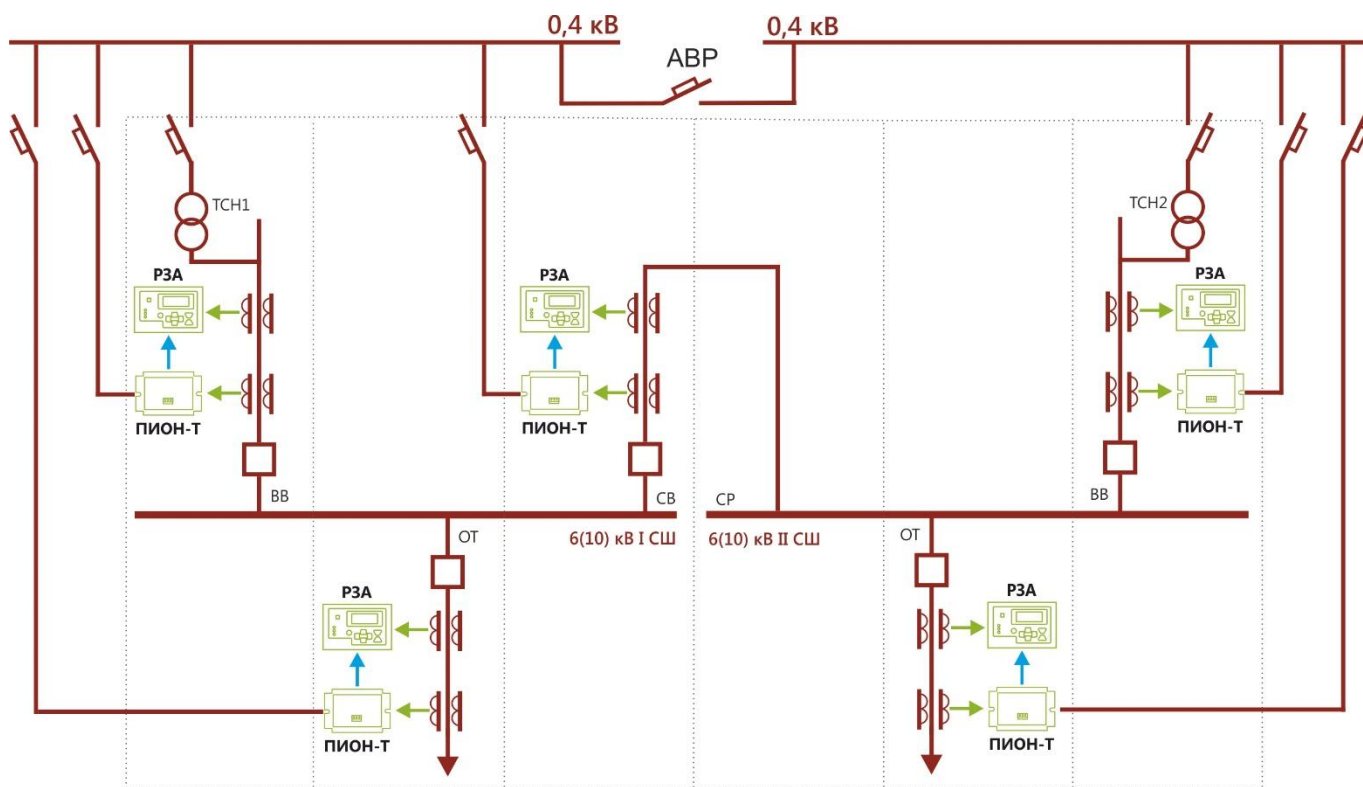 0,4 кВ
0,4 кВ
АВР
ТСН1
ТСН2
РЗА
РЗА
РЗА
ПИОН-Т
ПИОН-Т
ПИОН-Т
ВВ
СВ
СР
ВВ
ОТ
6(10) кВ I СШ
6(10) кВ II СШ
ОТ
РЗА
РЗА
ПИОН-Т
ПИОН-Т